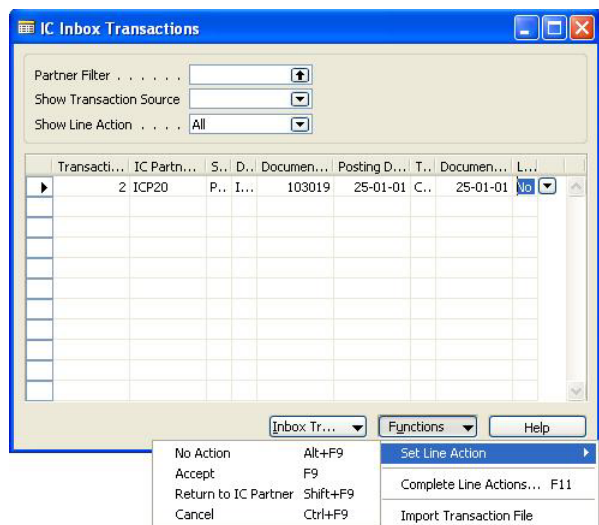 IC Inbox Transactions
Partner Filter . . . . . .
Show Transaction Source
Show Line Action . . . . All
Transacti... IC Partn... S.. D.. Documen... Posting D... T.. Documen... L...
2 ICP20 P.. I... 103019 25-01-01 C.. 25-01-01 No
Inbox Tr... Functions Help
No Action Alt+F9 Set Line Action
Accept F9
Complete Line Actions... F11
Return to IC Partner Shift+F9
Cancel Ctrl+F9 Import Transaction File